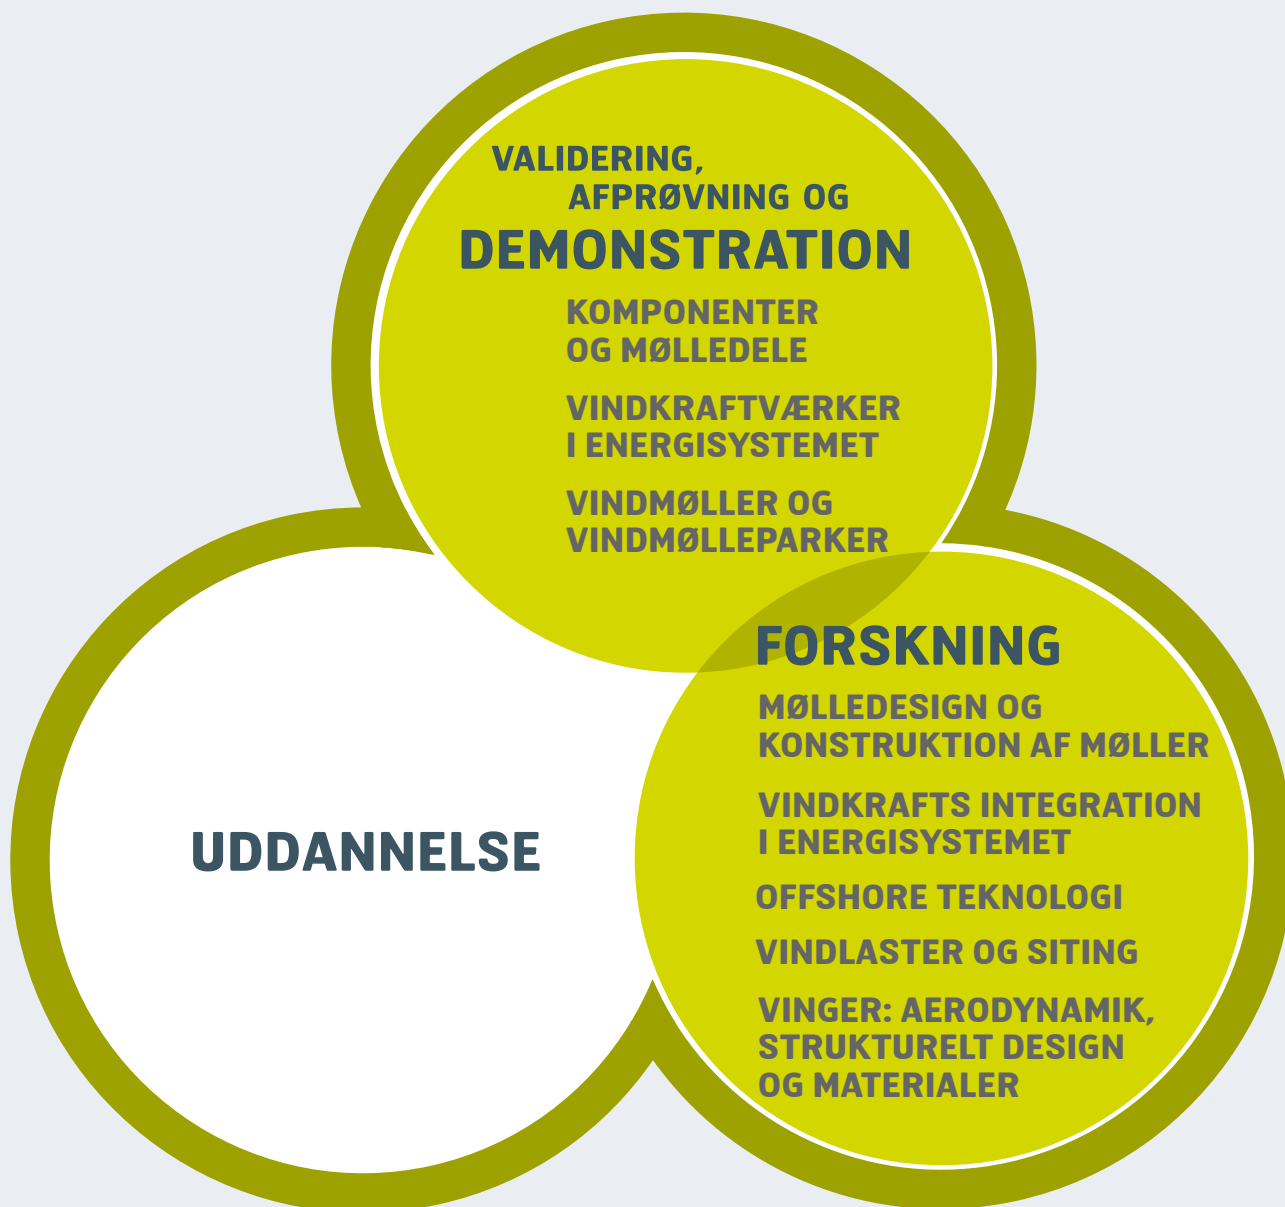 VALIDERING,
AFPRØVNING OG
DEMONSTRATION
KOMPONENTER
OG MØLLEDELE
VINDKRAFTVÆRKER
I ENERGISYSTEMET
VINDMØLLER OG
VINDMØLLEPARKER
UDDANNELSE
FORSKNING
MØLLEDESIGN OG
KONSTRUKTION AF MØLLER
VINDKRAFTS INTEGRATION
I ENERGISYSTEMET
OFFSHORE TEKNOLOGI
VINDLASTER OG SITING
VINGER: AERODYNAMIK,
STRUKTURELT DESIGN
OG MATERIALER